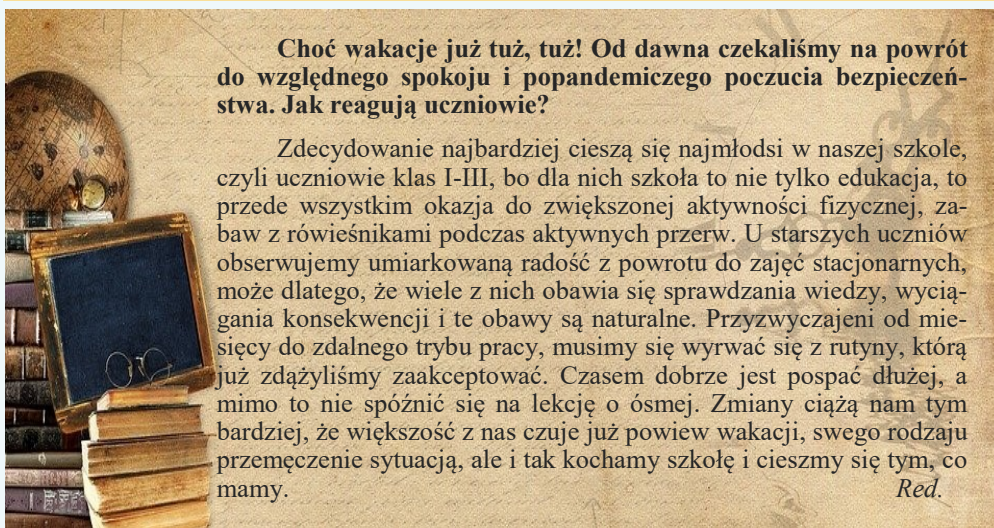 Choć wakacje już tuż, tuż! Od dawna czekaliśmy na powrót
do względnego spokoju i popandemiczego poczucia bezpieczeń-
stwa. Jak reagują uczniowie?
Zdecydowanie najbardziej cieszą się najmłodsi w naszej szkole,
czyli uczniowie klas I-III, bo dla nich szkoła to nie tylko edukacja, to
przede wszystkim okazja do zwiększonej aktywności fizycznej, za-
baw z rówieśnikami podczas aktywnych przerw. U starszych uczniów
obserwujemy umiarkowaną radość z powrotu do zajęć stacjonarnych,
może dlatego, że wiele z nich obawia się sprawdzania wiedzy, wycią-
gania konsekwencji i te obawy są naturalne. Przyzwyczajeni od mie-
sięcy do zdalnego trybu pracy, musimy się wyrwać się z rutyny, którą
już zdążyliśmy zaakceptować. Czasem dobrze jest pospać dłużej, a
mimo to nie spóźnić się na lekcję o ósmej. Zmiany ciążą nam tym
bardziej, że większość z nas czuje już powiew wakacji, swego rodzaju
przemęczenie sytuacją, ale i tak kochamy szkołę i cieszmy się tym, co
mamy. Red.